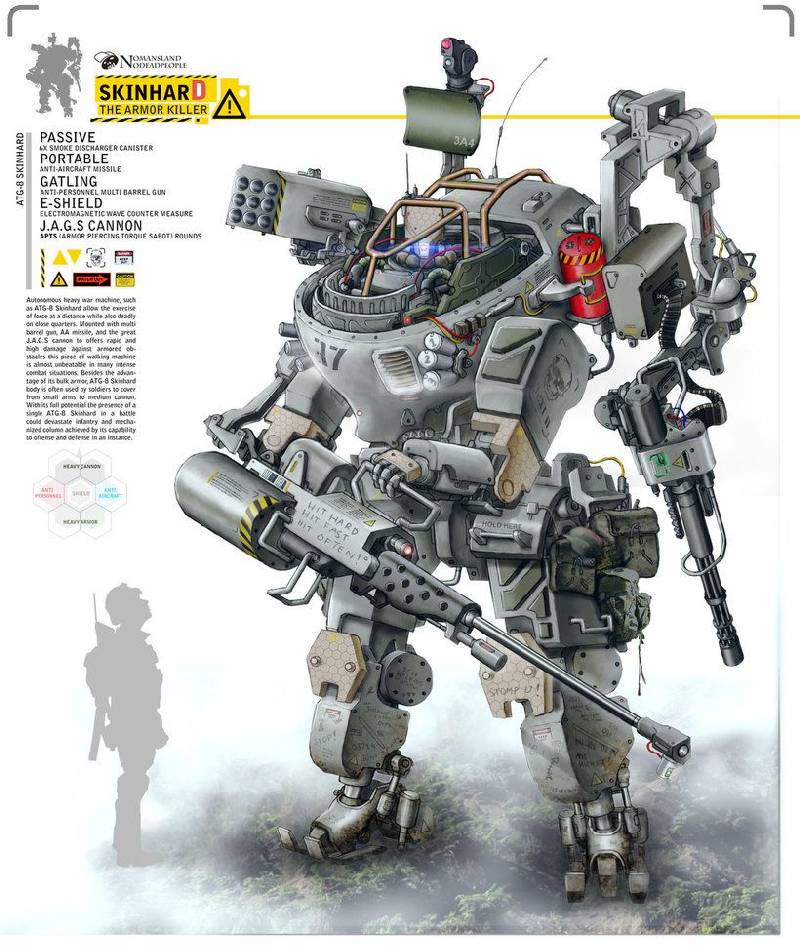 NOMANSLAND
NODEADPEOPLE
SKINHARD
THE ARMOR KILLER
ATG-8 SKINHARD
PASSIVE
6X SMOKE DISCHARGER CANISTER
PORTABLE
ANTI-AIRCRAFT MISSILE
GATLING
ANTI-PERSONNEL MULTI BARREL GUN
E-SHIELD
ELECTROMAGNETIC WAVE COUNTER MEASURE
J.A.G.S CANNON
APTS (ARMOR PIERCING TORQUE SABOT) ROUNDS
Autonomous heavy war machine, such
as ATG-8 Skinhard allow the exercise
of force at a distance while also deadly
on close quarters. Mounted with multi
barrel gun, AA missile, and the great
J.A.G.S cannon to offers rapid and
high damage against armored ob-
stacles this piece of walking machine
is almost unbeatable in many intense
combat situations. Besides the advan-
tage of its bulk armor, ATG-8 Skinhard
body is often used by soldiers to cover
from small arms to medium cannon.
With its full potential the presence of a
single ATG-8 Skinhard in a battle
could devastate infantry and mecha-
nized column achieved by its capability
to offense and defense in an instance.
HEAVY CANNON
ANTI PERSONNEL
SHIELD
ANTI AIRCRAFT
HEAVY ARMOR
3A4
17
1
2
3
HIT HARD
HIT FAST
HIT OFTEN!
HOLD HERE
STOMP U!